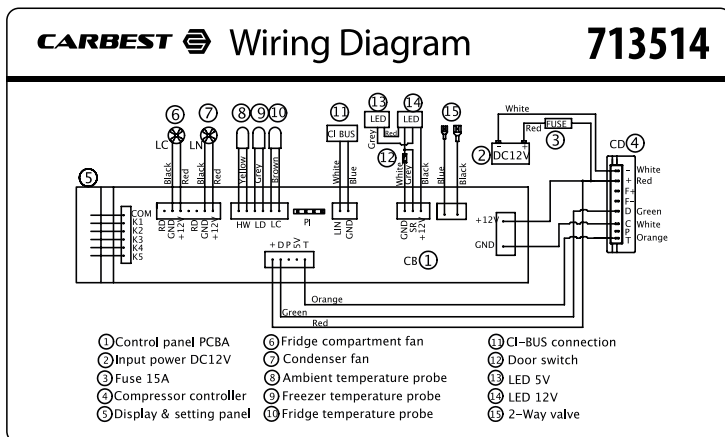 CARBEST Wiring Diagram 713514
6 7 8 9 10 11 13 14 15
White
LED LED
Red FUSE
LC LN CI BUS
Grey Red
- +
2 DC12V 3 CD 4
12
Black Red Black Red Yellow Grey Brown White Blue White Grey Black Blue Black
5
- White
+ Red
F+
F-
D Green
C White
P
T Orange
COM
K1
K2
K3
K4
K5
RD GND +12V RD GND +12V
HW LD LC PI
LIN GND
GND SR +12V
+12V
GND
+ D P 5V T
CB 1
Orange
Green
Red
1 Control panel PCBA
2 Input power DC12V
3 Fuse 15A
4 Compressor controller
5 Display & setting panel
6 Fridge compartment fan
7 Condenser fan
8 Ambient temperature probe
9 Freezer temperature probe
10 Fridge temperature probe
11 CI-BUS connection
12 Door switch
13 LED 5V
14 LED 12V
15 2-Way valve